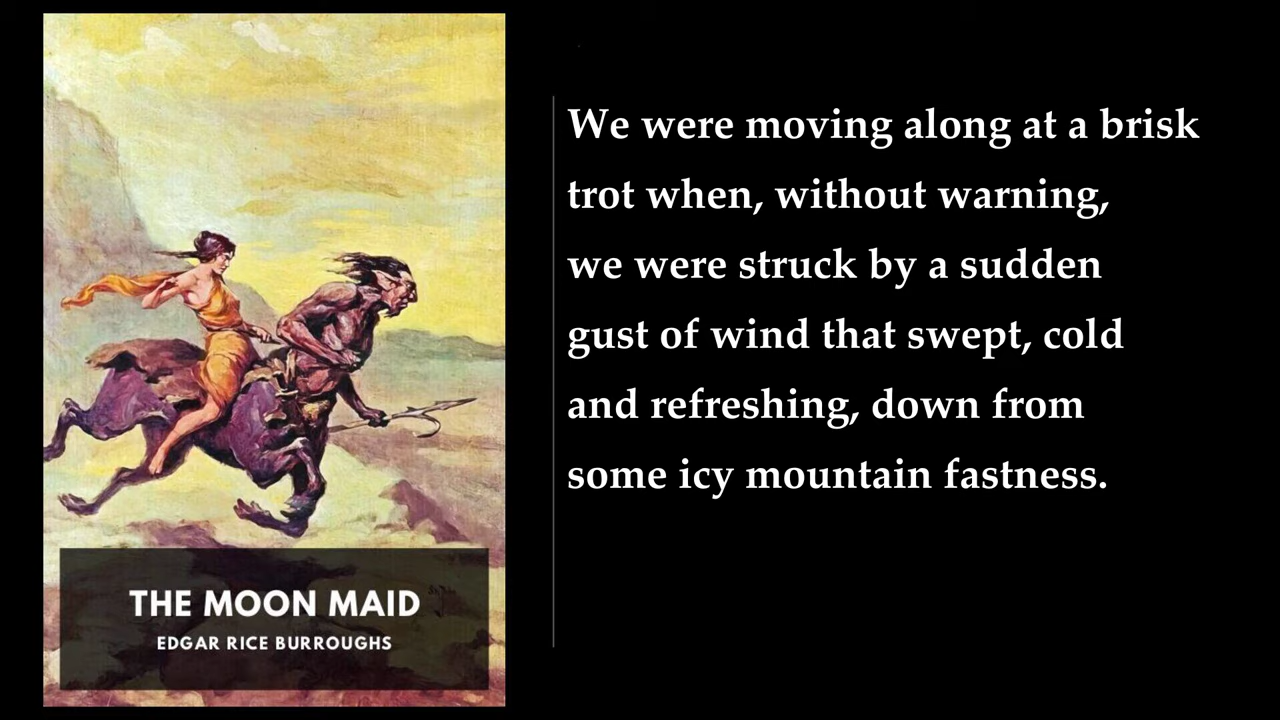 THE MOON MAID
EDGAR RICE BURROUGHS
We were moving along at a brisk
trot when, without warning,
we were struck by a sudden
gust of wind that swept, cold
and refreshing, down from
some icy mountain fastness.